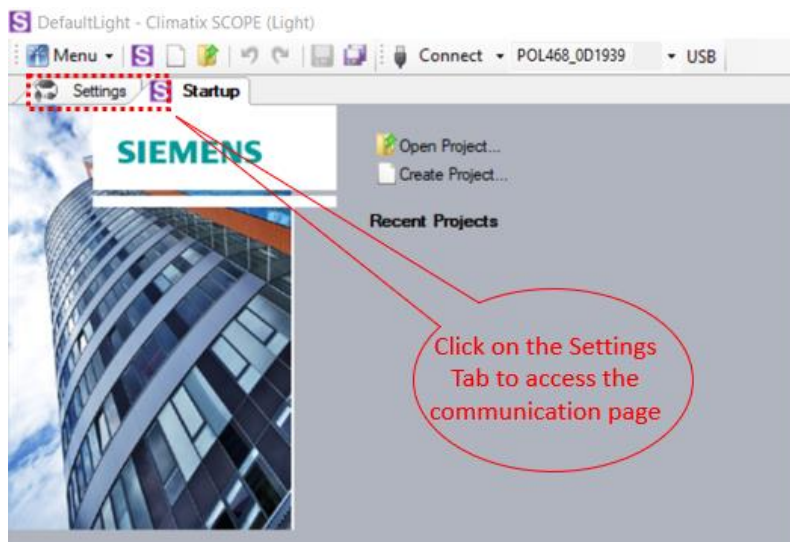 DefaultLight - Climatix SCOPE (Light)
Menu Connect POL468_0D1939 USB
Settings Startup
SIEMENS
Open Project...
Create Project...
Recent Projects
Click on the Settings
Tab to access the
communication page